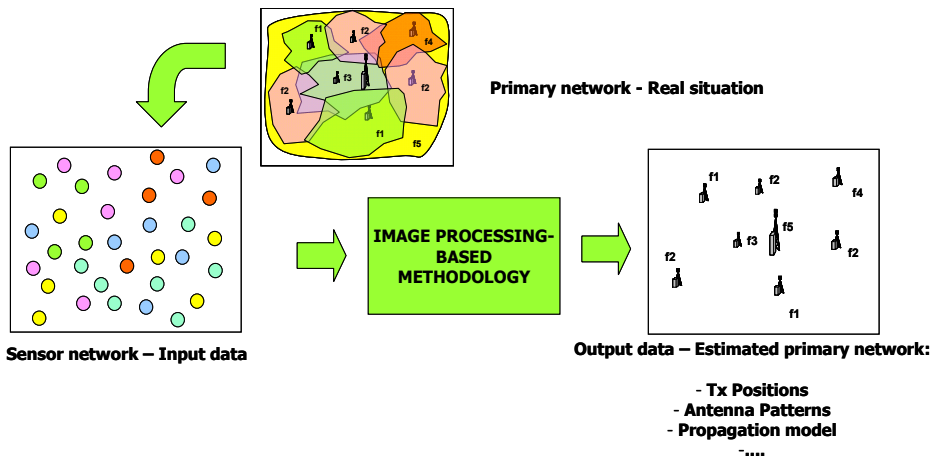 f1
f2
f4
f3
f2
f2
f1
f5
Primary network - Real situation
Sensor network – Input data
IMAGE PROCESSING-
BASED
METHODOLOGY
f1
f2
f4
f5
f3
f2
f2
f1
Output data – Estimated primary network:
- Tx Positions
- Antenna Patterns
- Propagation model
-....